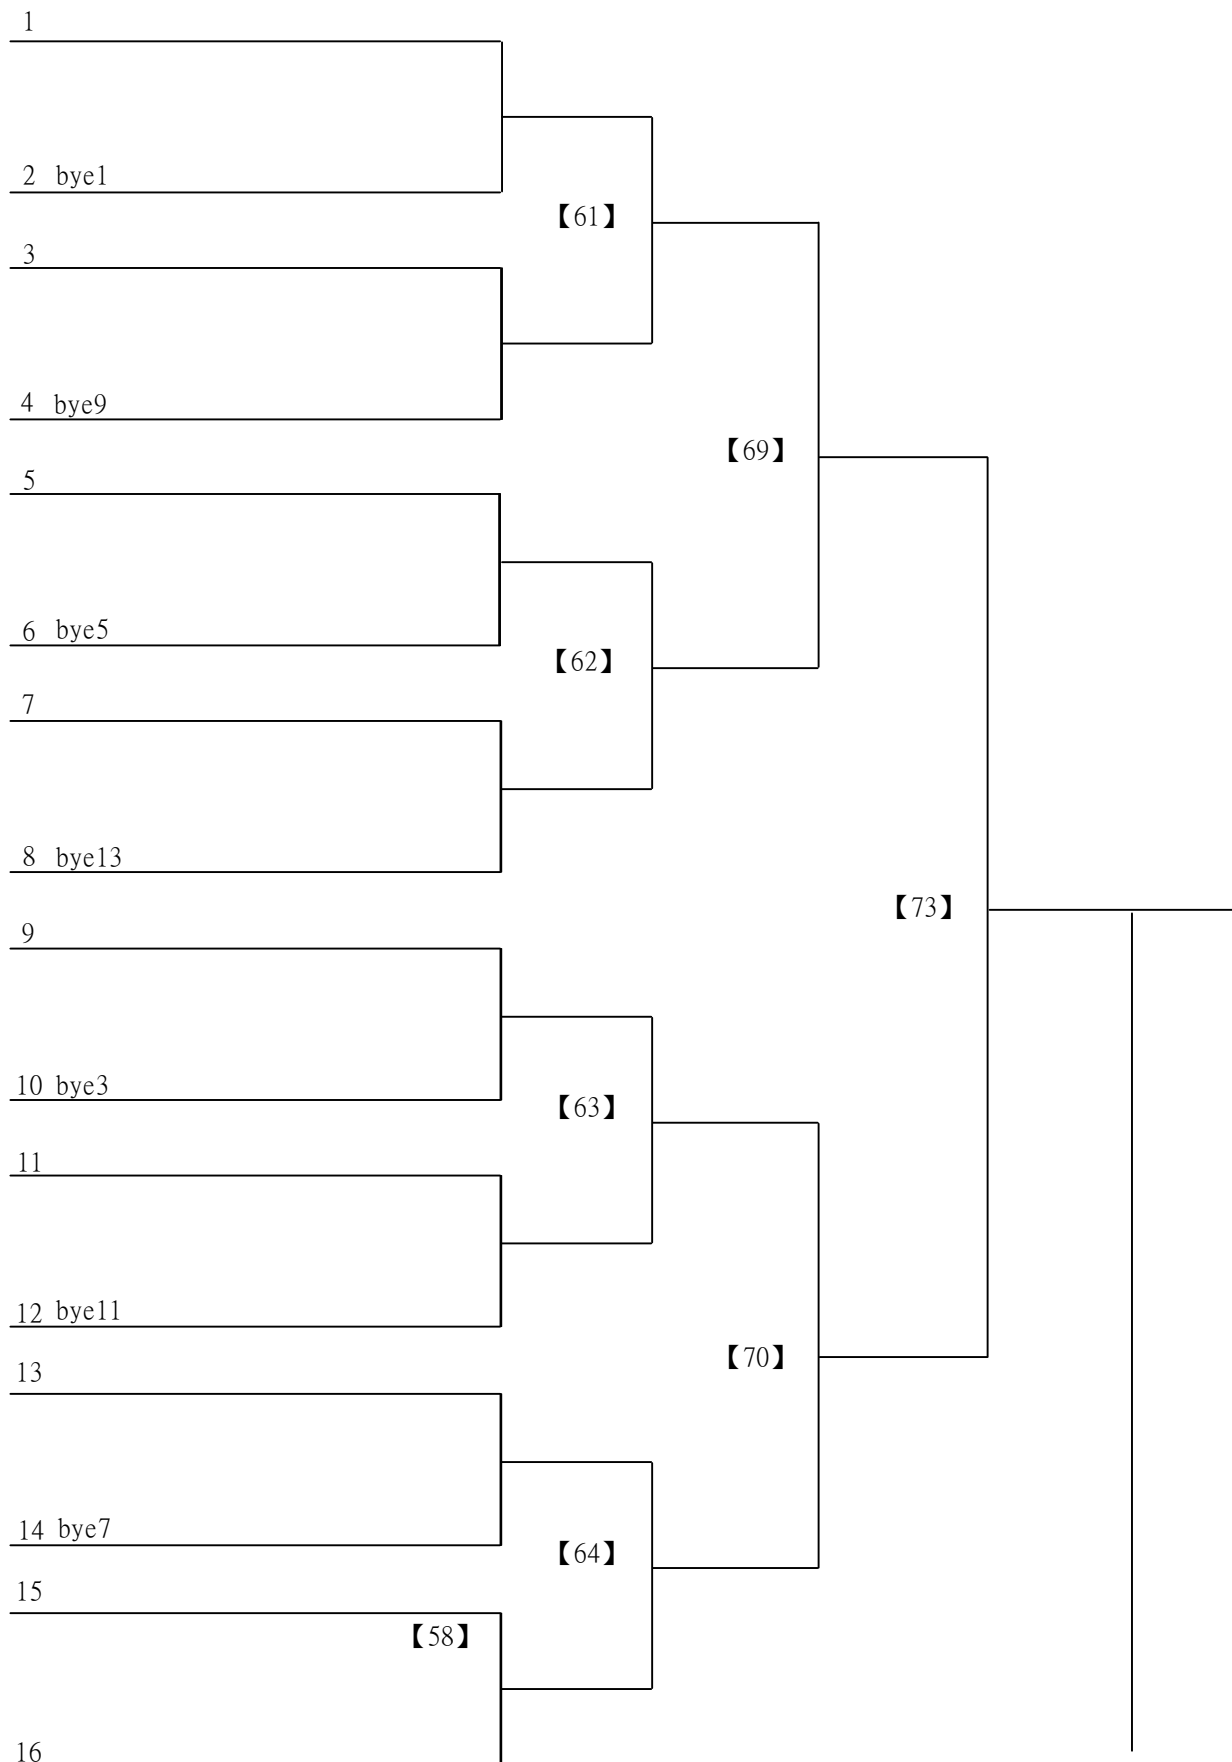 1
2 bye1
【61】
3
4 bye9
【69】
5
6 bye5
【62】
7
8 bye13
【73】
9
10 bye3
【63】
11
12 bye11
【70】
13
14 bye7
【64】
15
【58】
16